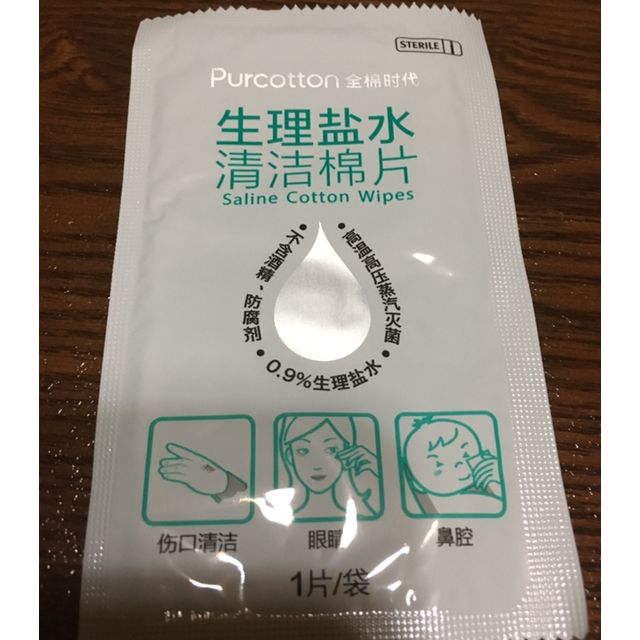 STERILE
Purcotton 全棉时代
生理盐水
清洁棉片
Saline Cotton Wipes
不含酒精、防腐剂
高温高压蒸汽灭菌
0.9%生理盐水
伤口清洁
眼睛
鼻腔
1片/袋